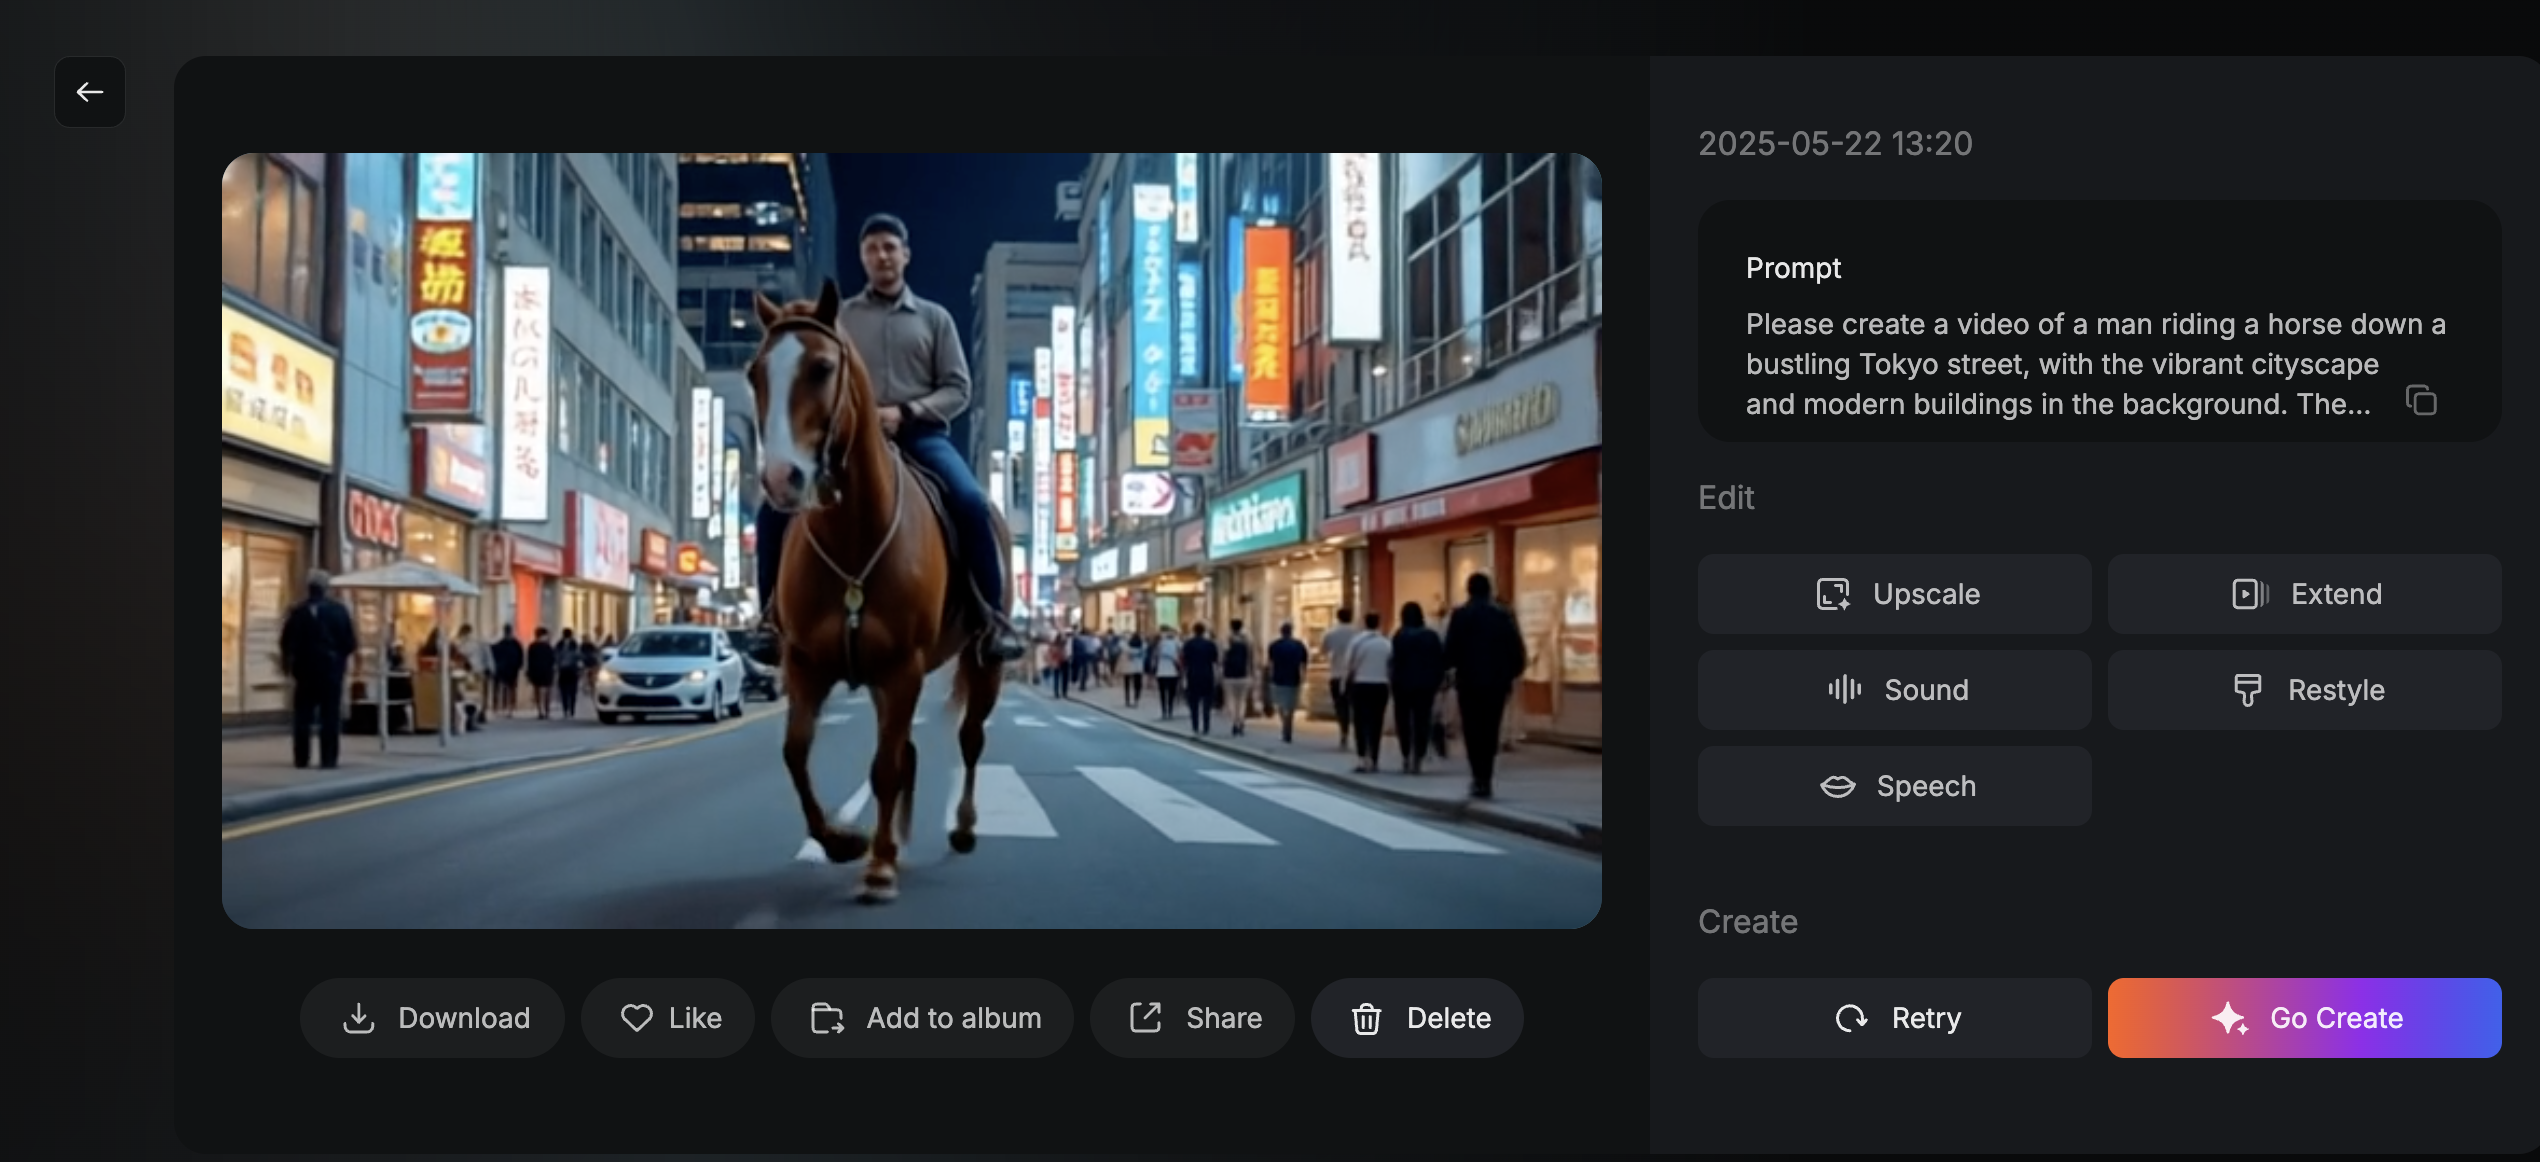 2025-05-22 13:20
Prompt
Please create a video of a man riding a horse down a
bustling Tokyo street, with the vibrant cityscape
and modern buildings in the background. The...
Edit
Upscale
Extend
Sound
Restyle
Speech
Create
Download
Like
Add to album
Share
Delete
Retry
Go Create